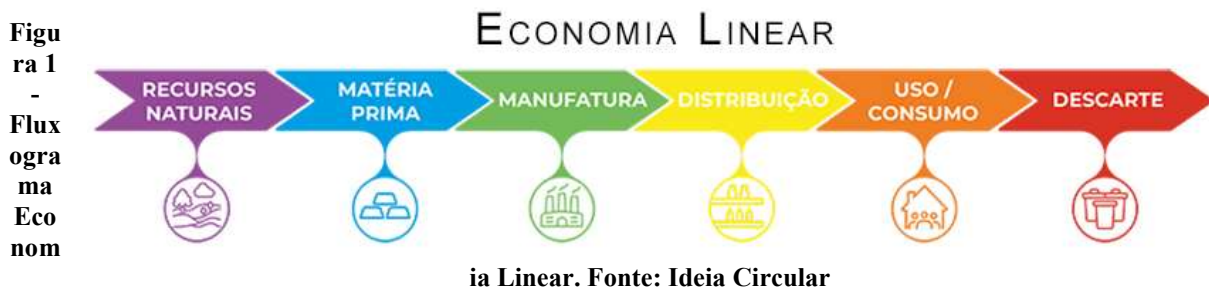 ECONOMIA LINEAR
RECURSOS
NATURAIS
MATÉRIA
PRIMA
MANUFATURA
DISTRIBUIÇÃO
USO /
CONSUMO
DESCARTE
Figu
ra 1
-
Flux
ogra
ma
Eco
nom
ia Linear. Fonte: Ideia Circular